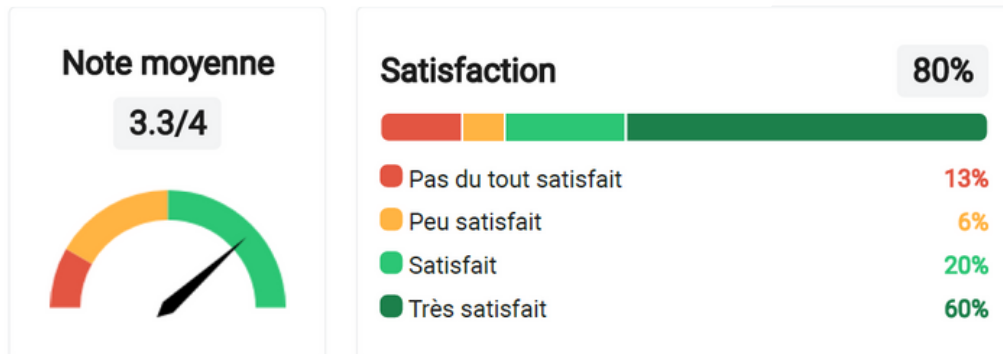 Note moyenne
3.3/4
Satisfaction
80%
Pas du tout satisfait 13%
Peu satisfait 6%
Satisfait 20%
Très satisfait 60%